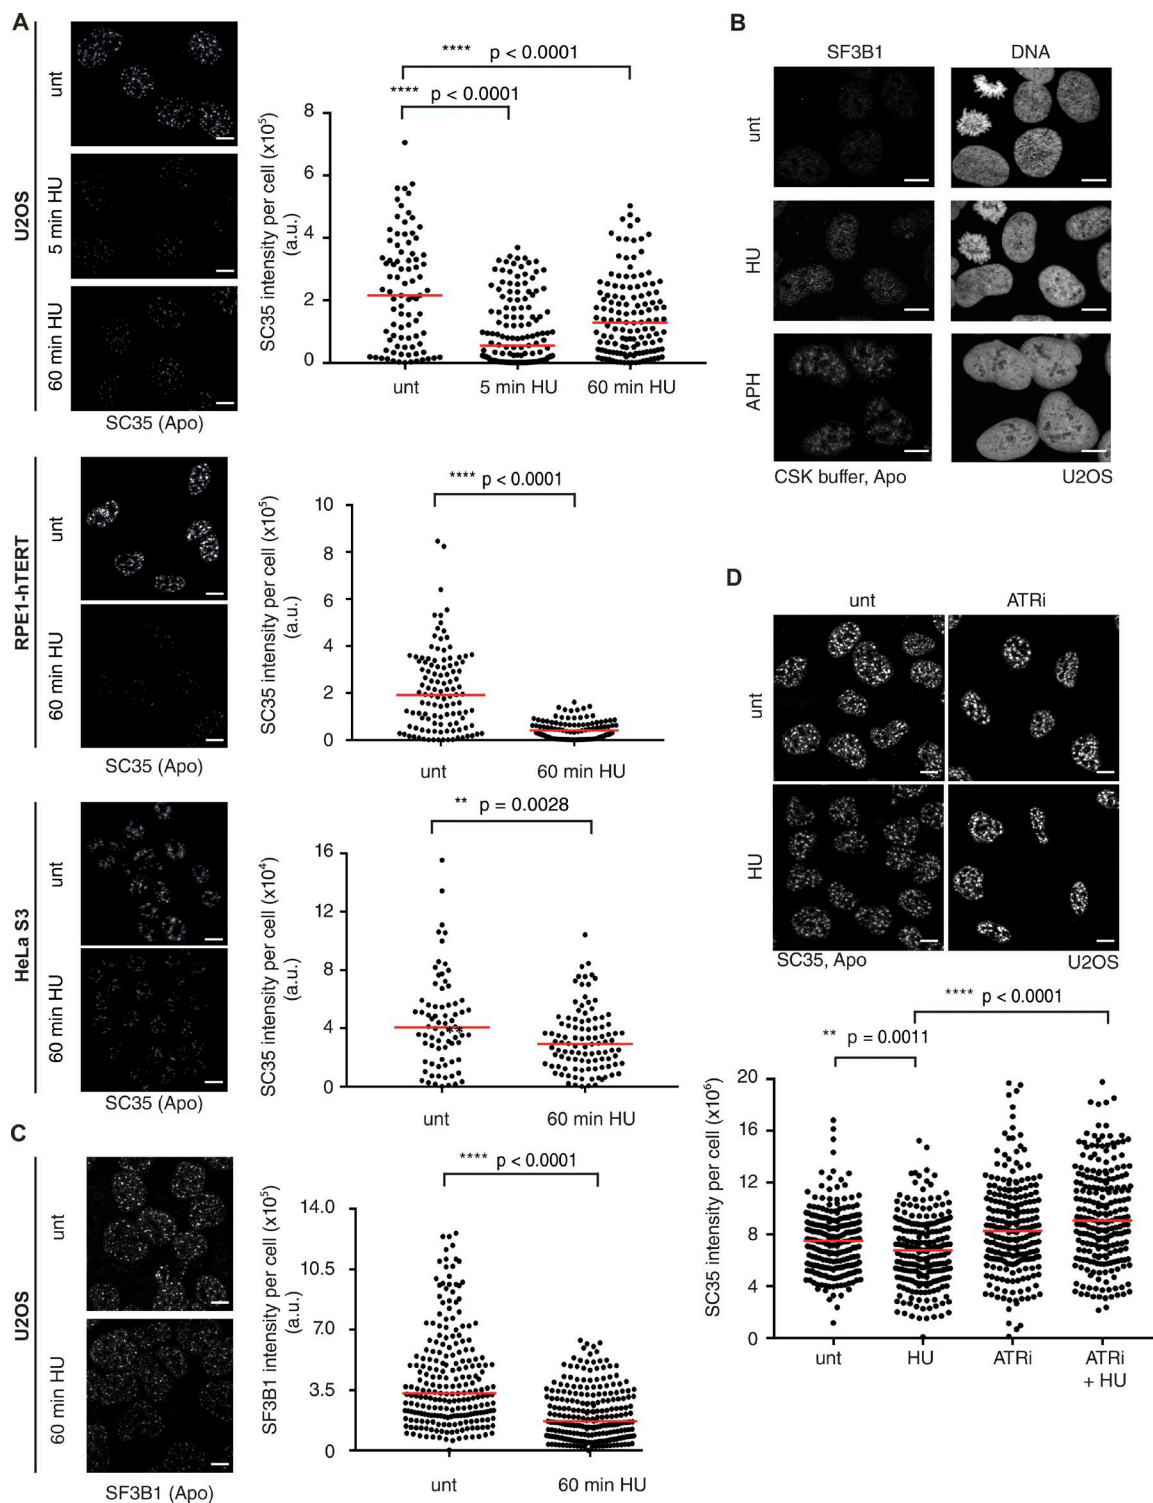 A
U2OS
unt
5 min HU
60 min HU
SC35 (Apo)
**** p < 0.0001
**** p < 0.0001
SC35 intensity per cell (x10⁵)
(a.u.)
8
6
4
2
0
unt 5 min HU 60 min HU
B
SF3B1 DNA
unt
HU
APH
CSK buffer, Apo U2OS
RPE1-hTERT
unt
60 min HU
SC35 (Apo)
**** p < 0.0001
SC35 intensity per cell (x10⁵)
(a.u.)
10
8
6
4
2
0
unt 60 min HU
HeLa S3
unt
60 min HU
SC35 (Apo)
** p = 0.0028
SC35 intensity per cell (x10⁴)
(a.u.)
16
12
8
4
0
**
unt 60 min HU
C
U2OS
unt
60 min HU
SF3B1 (Apo)
**** p < 0.0001
SF3B1 intensity per cell (x10⁵)
(a.u.)
14.0
10.5
7.0
3.5
0
unt 60 min HU
D
unt ATRi
unt
HU
SC35, Apo U2OS
**** p < 0.0001
** p = 0.0011
SC35 intensity per cell (x10⁶)
20
16
12
8
4
0
unt HU ATRi ATRi
+ HU